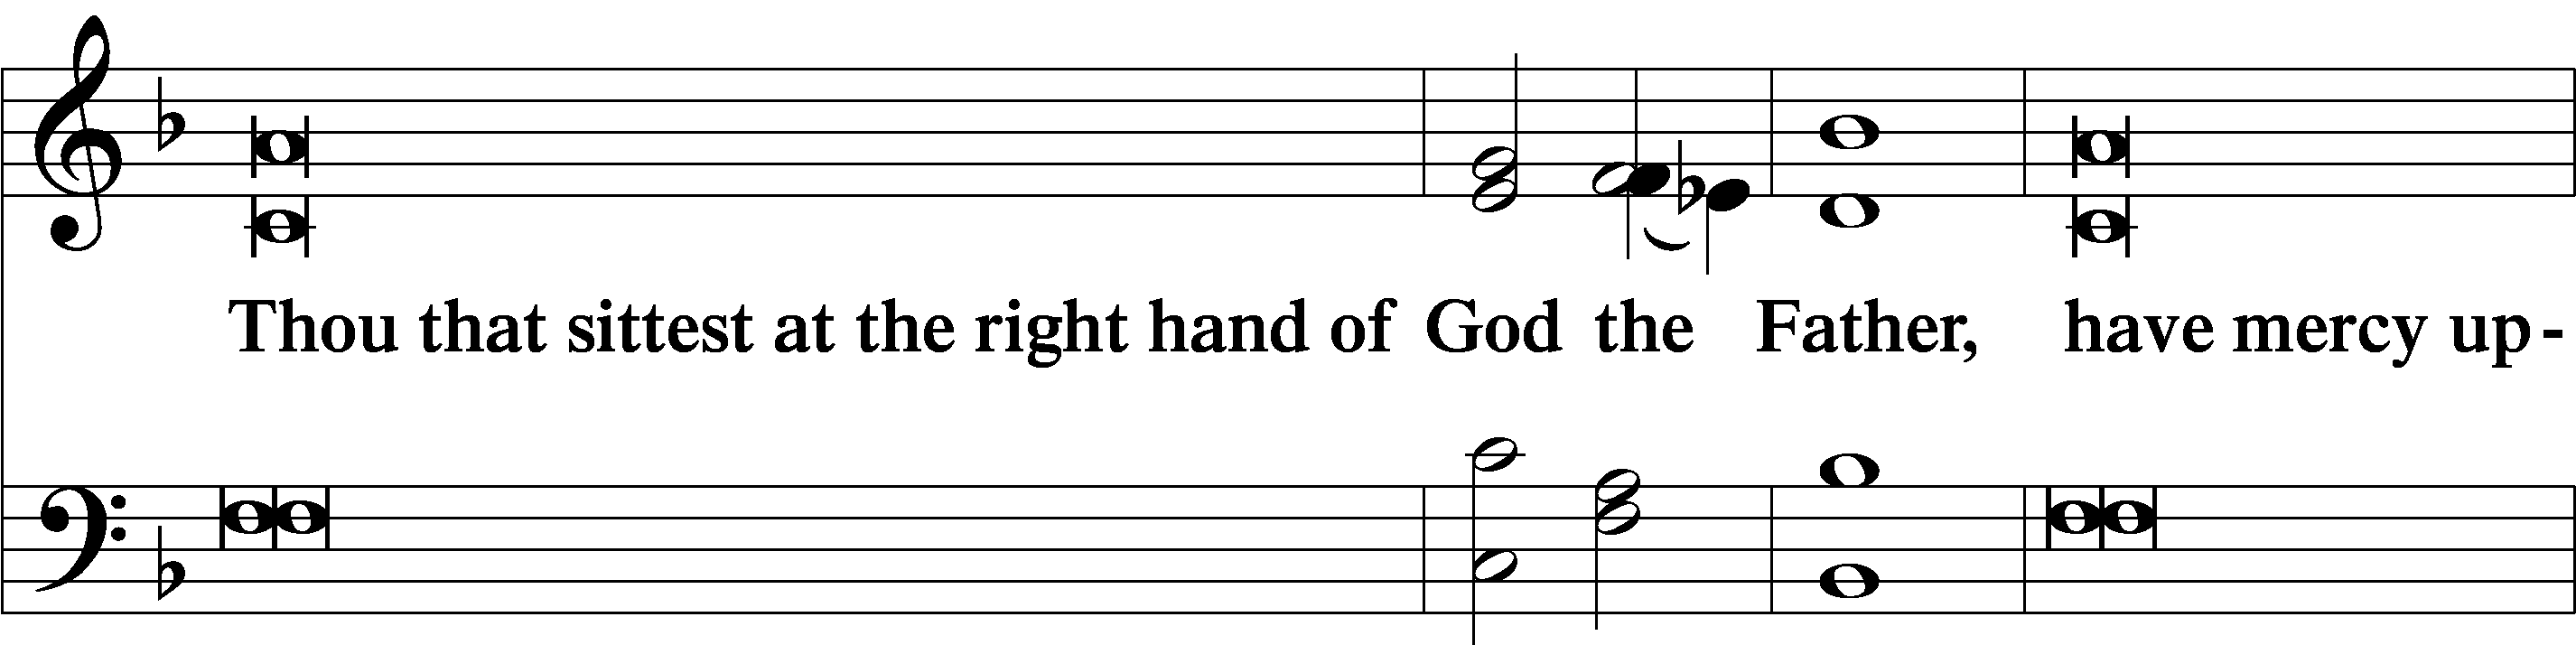 Thou that sittest at the right hand of God the Father, have mercy up-